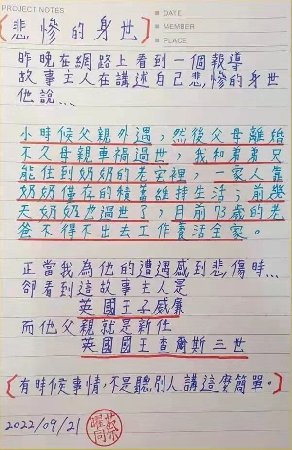 PROJECT NOTES
DATE
MEMBER
PLACE
【悲慘的身世】
昨晚在網路上看到一個報導
故事主人在講述自己悲慘的身世
他說...
小時候父親外遇，然後父母離婚
不久母親車禍過世，我和弟弟只
能住到奶奶的老家裡，一家人靠
奶奶僅存的積蓄維持生活；前幾
天奶奶也過世了，目前73歲的老
爸不得不出去工作養活全家。
正當我為他的遭遇感到悲傷時...
卻看到這故事主人是
英國王子威廉
而他父親就是新任
英國國王查爾斯三世
【有時候事情，不是聽別人講這麼簡單。】
2022/09/21